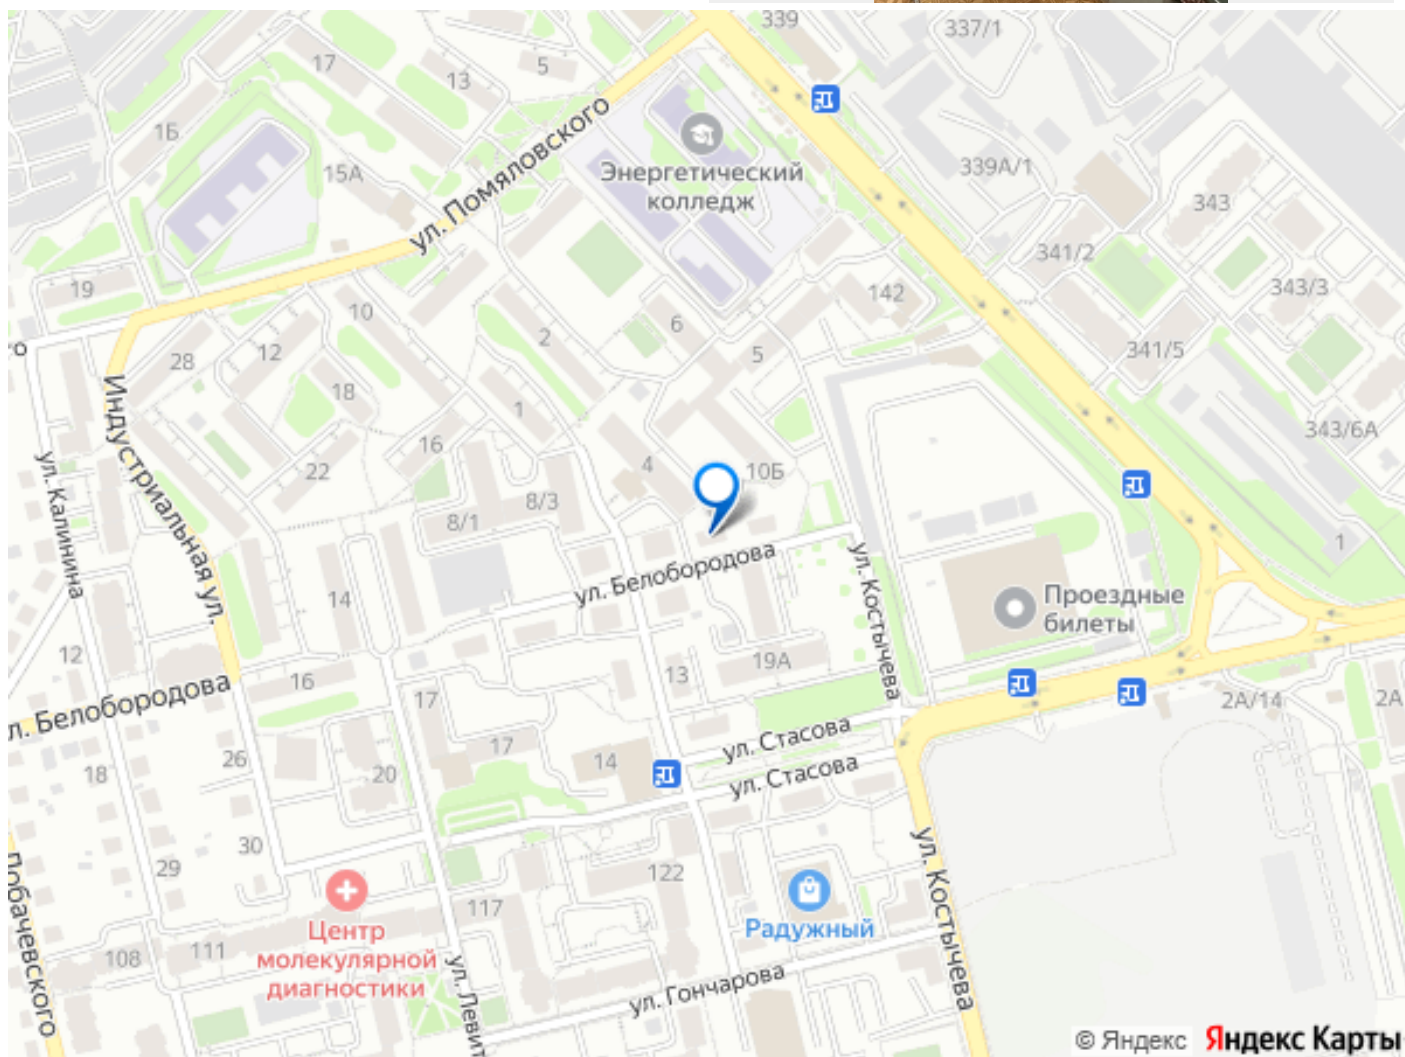 339
337/1
17
13
5
1Б
ул. Помяловского
Энергетический
колледж
339А/1
15А
343
341/2
19
10
142
343/3
6
2
12
28
5
341/5
18
1
Индустриальная ул.
16
343/6А
22
4
10Б
ул. Калинина
8/3
8/1
1
ул. Белобородова
ул. Костычева
14
Проездные
билеты
12
13
19А
16
17
2А/14
2А
л. Белобородова
ул. Стасова
17
14
26
18
20
ул. Стасова
30
29
122
ул. Костычева
117
Радужный
Центр
молекулярной
диагностики
111
108
ул. Гончарова
ул. Левит
Лобачевского
© Яндекс Яндекс Карты